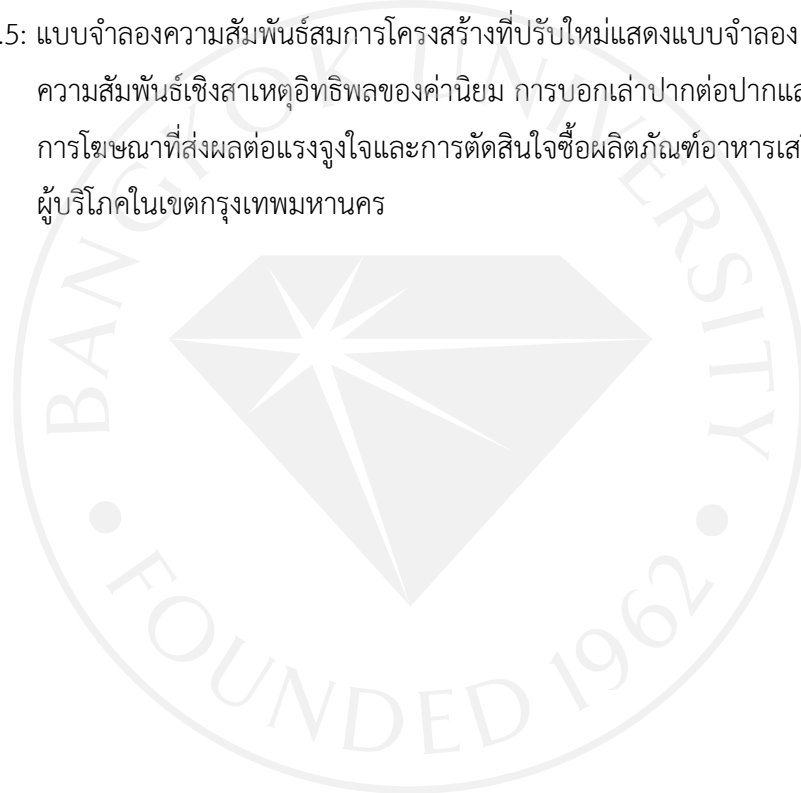 .5: แบบจำลองความสัมพันธ์สมการโครงสร้างที่ปรับใหม่แสดงแบบจำลอง
ความสัมพันธ์เชิงสาเหตุอิทธิพลของค่านิยม การบอกเล่าปากต่อปากและ
การโฆษณาที่ส่งผลต่อแรงจูงใจและการตัดสินใจซื้อผลิตภัณฑ์อาหารเส
ผู้บริโภคในเขตกรุงเทพมหานคร
BANGKOK UNIVERSITY
• FOUNDED 1962 •